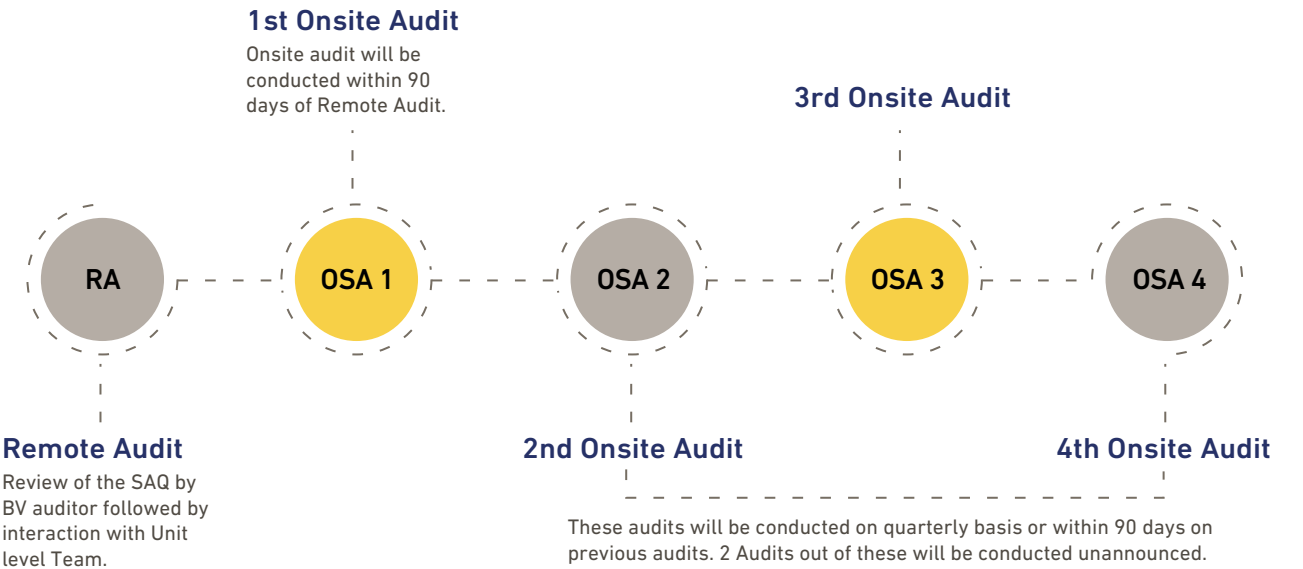 1st Onsite Audit
Onsite audit will be
conducted within 90
days of Remote Audit.
3rd Onsite Audit
RA
OSA 1
OSA 2
OSA 3
OSA 4
Remote Audit
Review of the SAQ by
BV auditor followed by
interaction with Unit
level Team.
2nd Onsite Audit
4th Onsite Audit
These audits will be conducted on quarterly basis or within 90 days on
previous audits. 2 Audits out of these will be conducted unannounced.